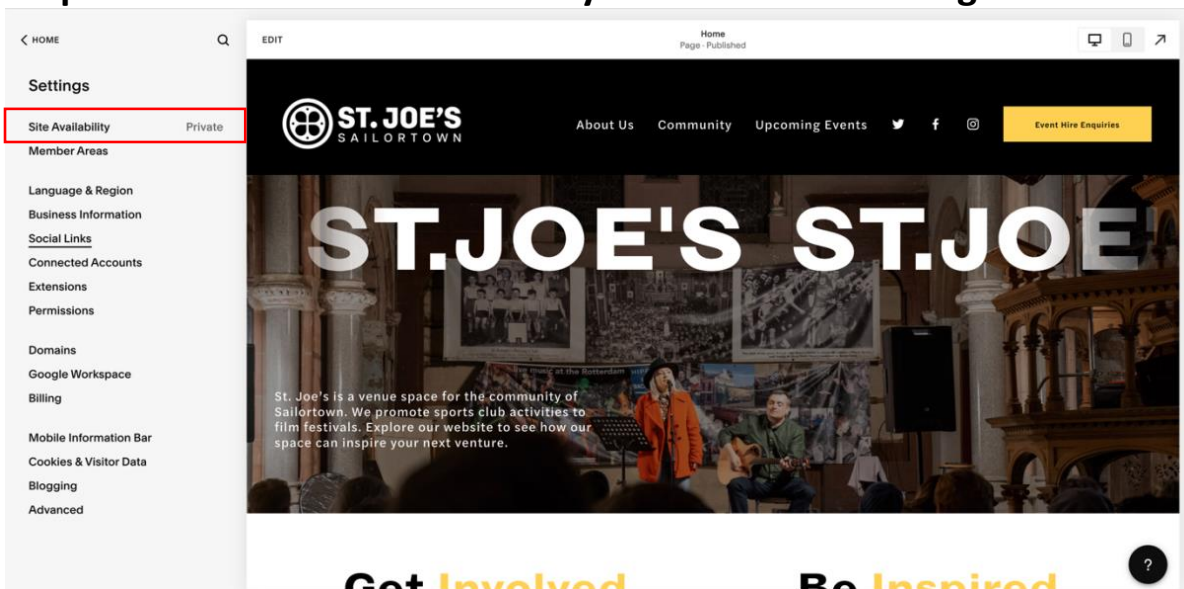 HOME
EDIT
Home
Page · Published
Settings
Site Availability Private
Member Areas
Language & Region
Business Information
Social Links
Connected Accounts
Extensions
Permissions
Domains
Google Workspace
Billing
Mobile Information Bar
Cookies & Visitor Data
Blogging
Advanced
ST. JOE'S
SAILORTOWN
About Us Community Upcoming Events
Event Hire Enquiries
ST.JOE'S ST.JOE'
St. Joe's is a venue space for the community of
Sailortown. We promote sports club activities to
film festivals. Explore our website to see how our
space can inspire your next venture.
Get Involved Be Inspired
?